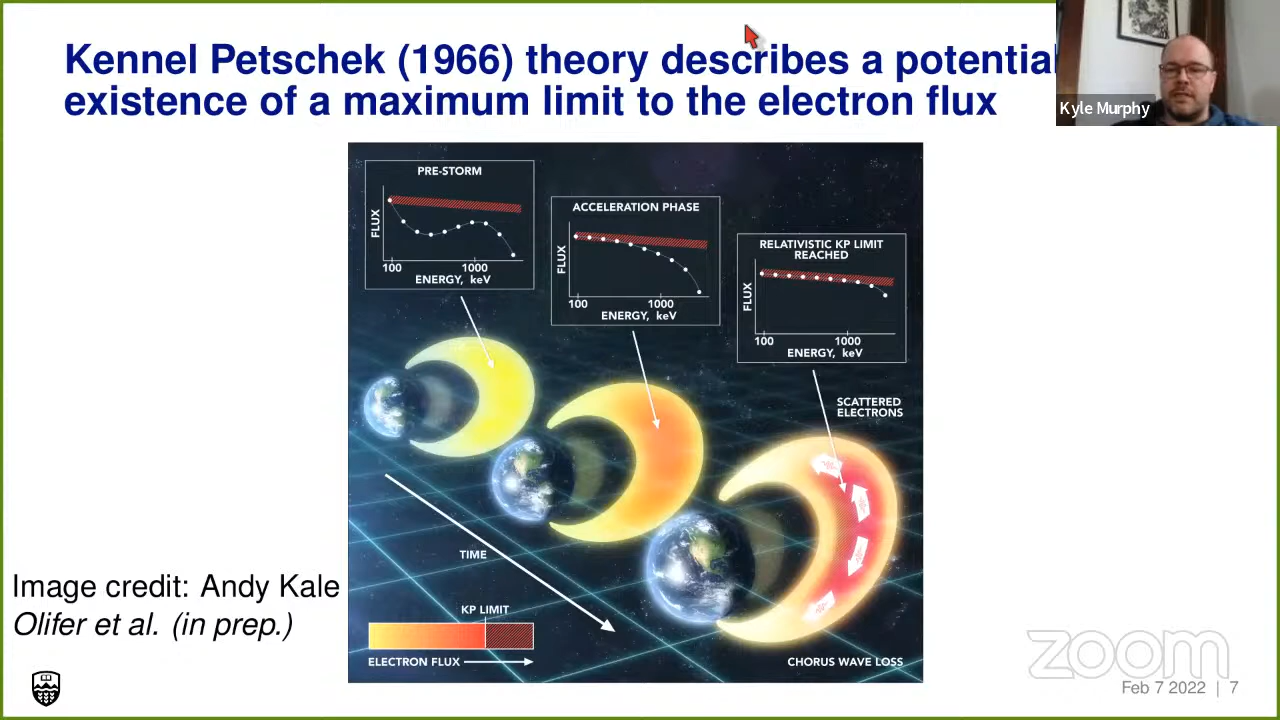 Kennel Petschek (1966) theory describes a potential
existence of a maximum limit to the electron flux
Kyle Murphy
PRE-STORM
FLUX
100 1000
ENERGY, keV
ACCELERATION PHASE
FLUX
100 1000
ENERGY, keV
RELATIVISTIC KP LIMIT
REACHED
FLUX
100 1000
ENERGY, keV
SCATTERED
ELECTRONS
TIME
KP LIMIT
ELECTRON FLUX
CHORUS WAVE LOSS
Image credit: Andy Kale
Olifer et al. (in prep.)
zoom
Feb 7 2022 | 7